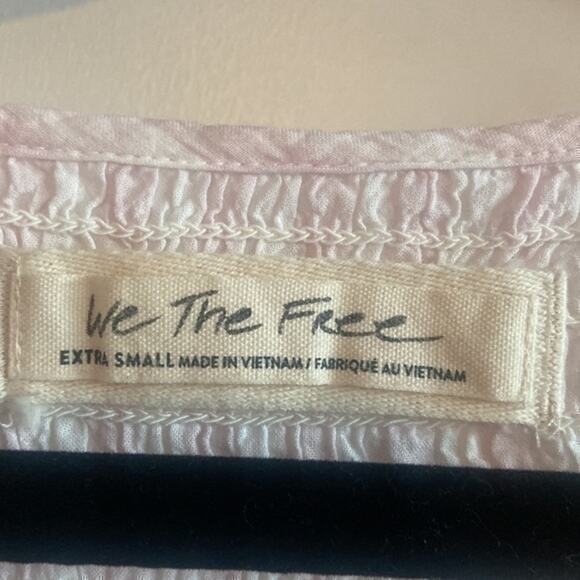 We The Free
EXTRA SMALL MADE IN VIETNAM / FABRIQUÉ AU VIETNAM